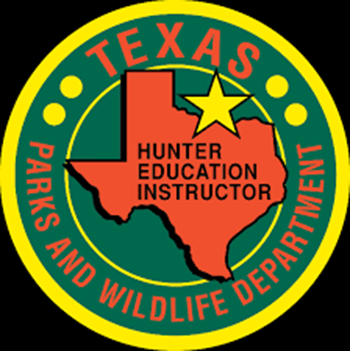 TEXAS
HUNTER
EDUCATION
INSTRUCTOR
PARKS AND WILDLIFE DEPARTMENT